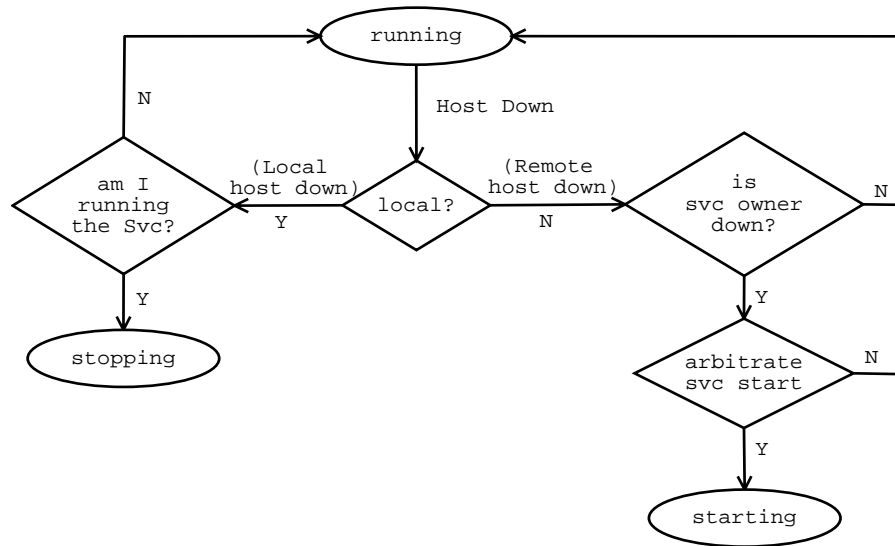 running
N
Host Down
(Local
host down)
(Remote
host down)
am I
running
the Svc?
Y
local?
N
is
svc owner
down?
N
Y
Y
stopping
arbitrate
svc start
N
Y
starting